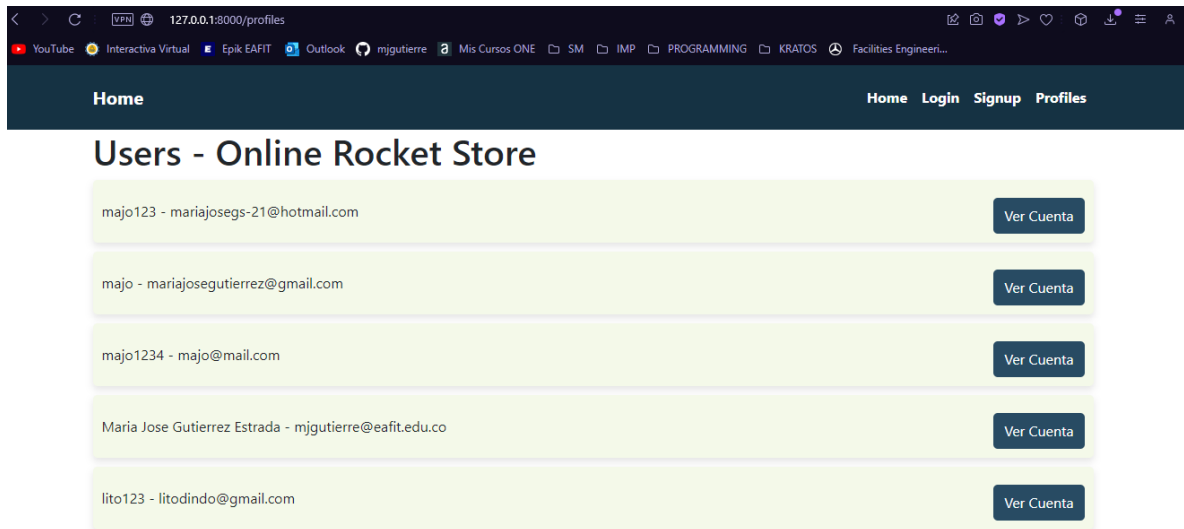 VPN 127.0.0.1:8000/profiles
YouTube Interactiva Virtual E Epik EAFIT Outlook mjgutierre a Mis Cursos ONE SM IMP PROGRAMMING KRATOS Facilities Engineeri...
Home Home Login Signup Profiles
Users - Online Rocket Store
majo123 - mariajosegs-21@hotmail.com Ver Cuenta
majo - mariajosegutierrez@gmail.com Ver Cuenta
majo1234 - majo@mail.com Ver Cuenta
Maria Jose Gutierrez Estrada - mjgutierre@eafit.edu.co Ver Cuenta
lito123 - litodindo@gmail.com Ver Cuenta